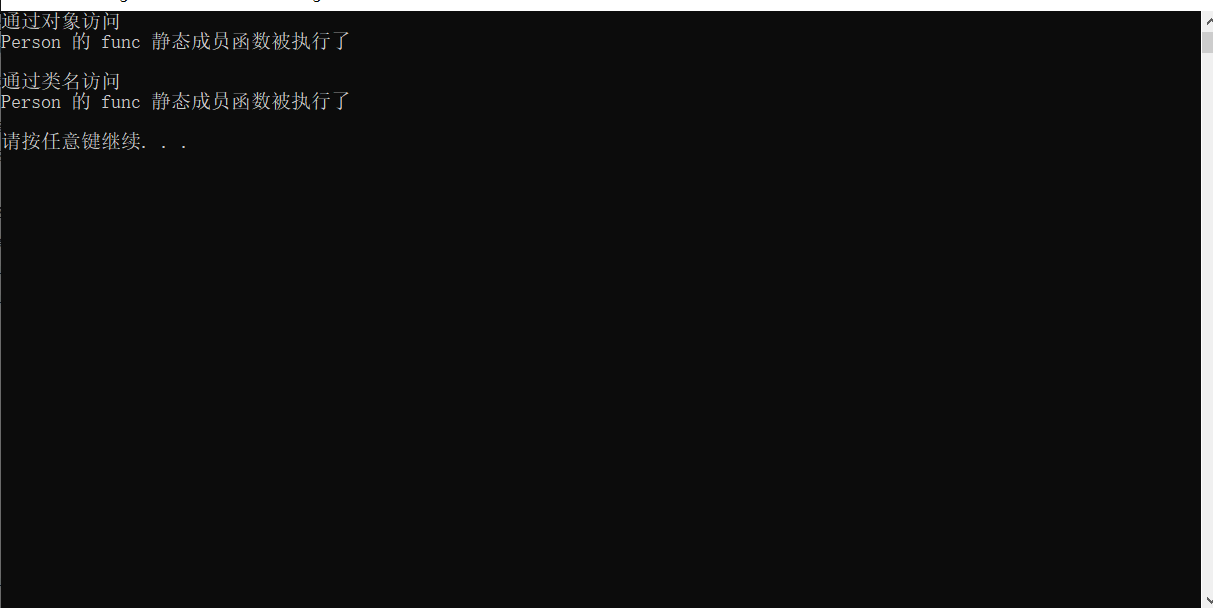 通过对象访问
Person 的 func 静态成员函数被执行了
通过类名访问
Person 的 func 静态成员函数被执行了
请按任意键继续. . .